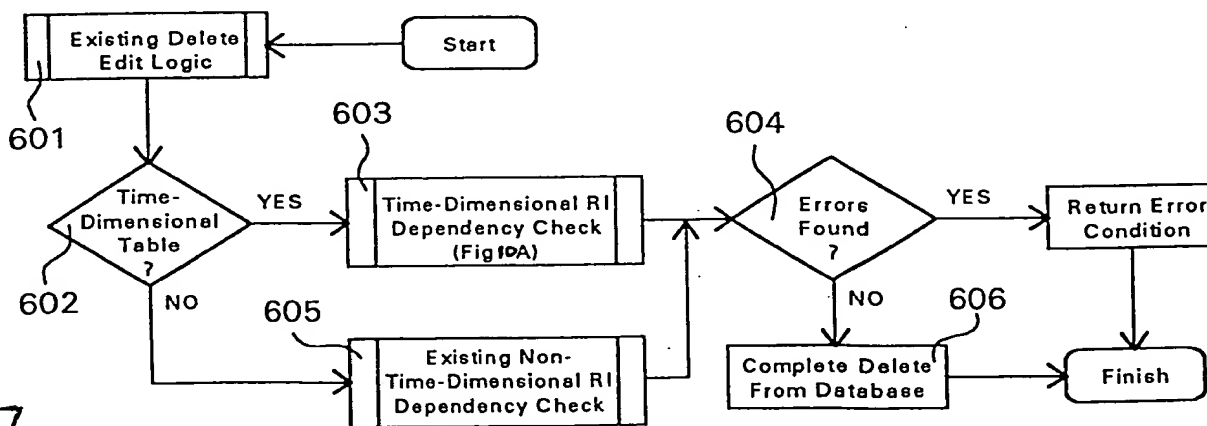 Existing Delete
Edit Logic
Start
601
603
604
Time-
Dimensional
Table
?
YES
Time-Dimensional RI
Dependency Check
(Fig 10A)
Errors
Found
?
YES
Return Error
Condition
602
NO
605
NO
606
Existing Non-
Time-Dimensional RI
Dependency Check
Complete Delete
From Database
Finish